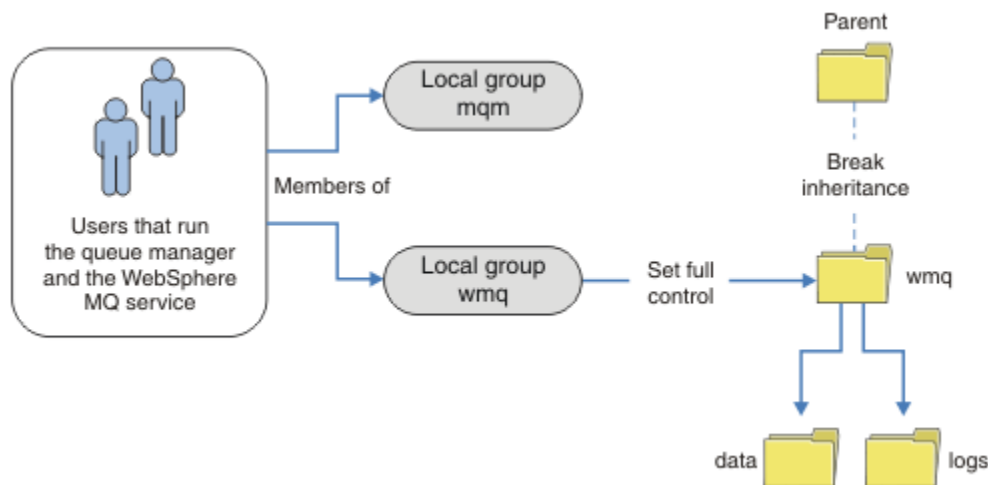 Parent
Local group
mqm
Members of
Break
inheritance
Users that run
the queue manager
and the WebSphere
MQ service
Local group
wmq
Set full
control
wmq
data
logs